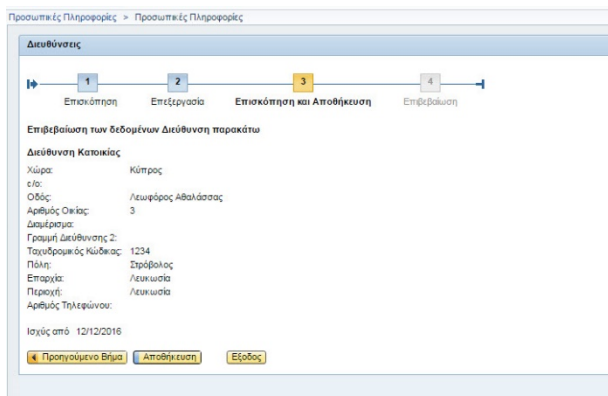 Προσωπικές Πληροφορίες > Προσωπικές Πληροφορίες
Διευθύνσεις
1 2 3 4
Επισκόπηση Επεξεργασία Επισκόπηση και Αποθήκευση Επιβεβαίωση
Επιβεβαίωση των δεδομένων Διεύθυνση παρακάτω
Διεύθυνση Κατοικίας
Χώρα: Κύπρος
c/o:
Οδός: Λεωφόρος Αθαλάσσας
Αριθμός Οικίας: 3
Διαμέρισμα:
Γραμμή Διεύθυνσης 2:
Ταχυδρομικός Κώδικας: 1234
Πόλη: Στρόβολος
Επαρχία: Λευκωσία
Περιοχή: Λευκωσία
Αριθμός Τηλεφώνου:
Ισχύς από 12/12/2016
Προηγούμενο Βήμα Αποθήκευση Εξοδος